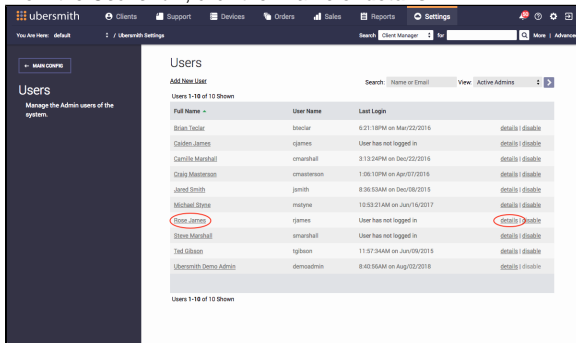 ubersmith
Clients
Support
Devices
Orders
Sales
Reports
Settings
You Are Here: default / Ubersmith Settings
Search Client Manager for
More | Advanced
← MAIN CONFIG
Users
Manage the Admin users of the
system.
Users
Add New User
Search: Name or Email View: Active Admins
Users 1-10 of 10 Shown
Full Name User Name Last Login
Brian Teclar bteclar 6:21:18PM on Mar/22/2016 details | disable
Caiden James cjames User has not logged in details | disable
Camille Marshall cmarshall 3:13:24PM on Dec/22/2016 details | disable
Craig Masterson cmasterson 1:06:10PM on Apr/07/2016 details | disable
Jared Smith jsmith 8:36:53AM on Dec/08/2015 details | disable
Michael Styne mstyne 10:53:21AM on Jun/16/2017 details | disable
Rose James rjames User has not logged in details | disable
Steve Marshall smarshall User has not logged in details | disable
Ted Gibson tgibson 11:57:34AM on Jun/09/2015 details | disable
Ubersmith Demo Admin demoadmin 8:40:56AM on Aug/02/2018 details | disable
Users 1-10 of 10 Shown